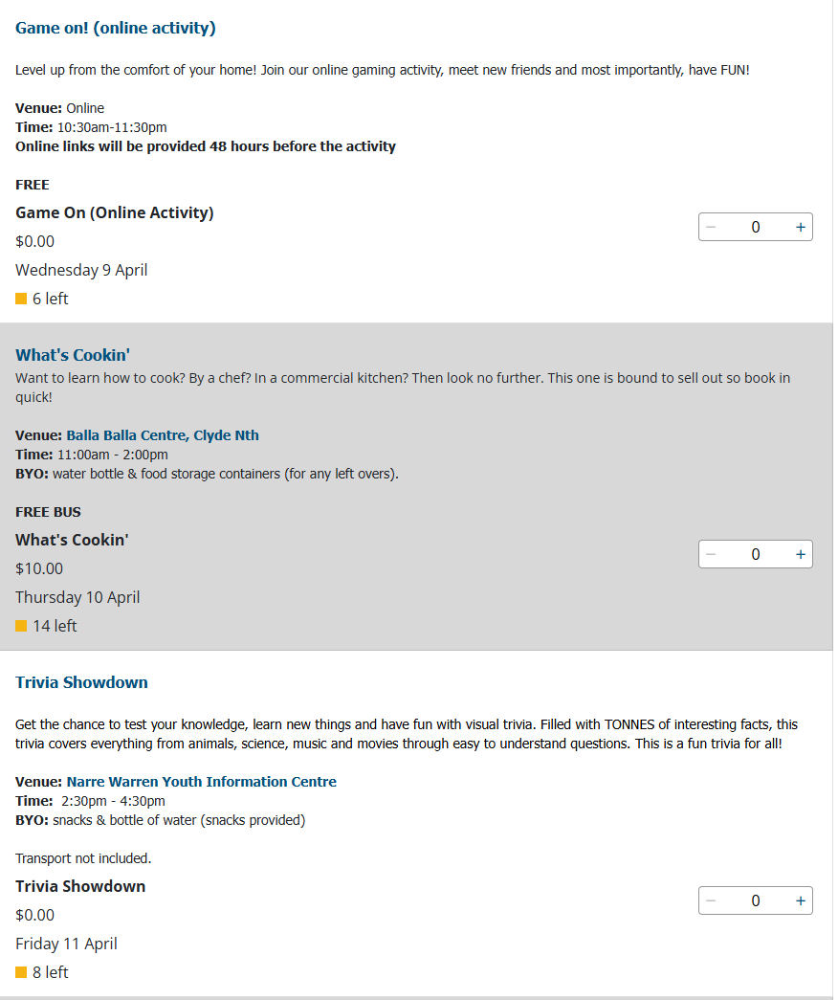 Game on! (online activity)
Level up from the comfort of your home! Join our online gaming activity, meet new friends and most importantly, have FUN!
Venue: Online
Time: 10:30am-11:30pm
Online links will be provided 48 hours before the activity
FREE
Game On (Online Activity)
− 0 +
$0.00
Wednesday 9 April
6 left
What's Cookin'
Want to learn how to cook? By a chef? In a commercial kitchen? Then look no further. This one is bound to sell out so book in
quick!
Venue: Balla Balla Centre, Clyde Nth
Time: 11:00am - 2:00pm
BYO: water bottle & food storage containers (for any left overs).
FREE BUS
What's Cookin'
− 0 +
$10.00
Thursday 10 April
14 left
Trivia Showdown
Get the chance to test your knowledge, learn new things and have fun with visual trivia. Filled with TONNES of interesting facts, this
trivia covers everything from animals, science, music and movies through easy to understand questions. This is a fun trivia for all!
Venue: Narre Warren Youth Information Centre
Time:  2:30pm - 4:30pm
BYO: snacks & bottle of water (snacks provided)
Transport not included.
Trivia Showdown
− 0 +
$0.00
Friday 11 April
8 left